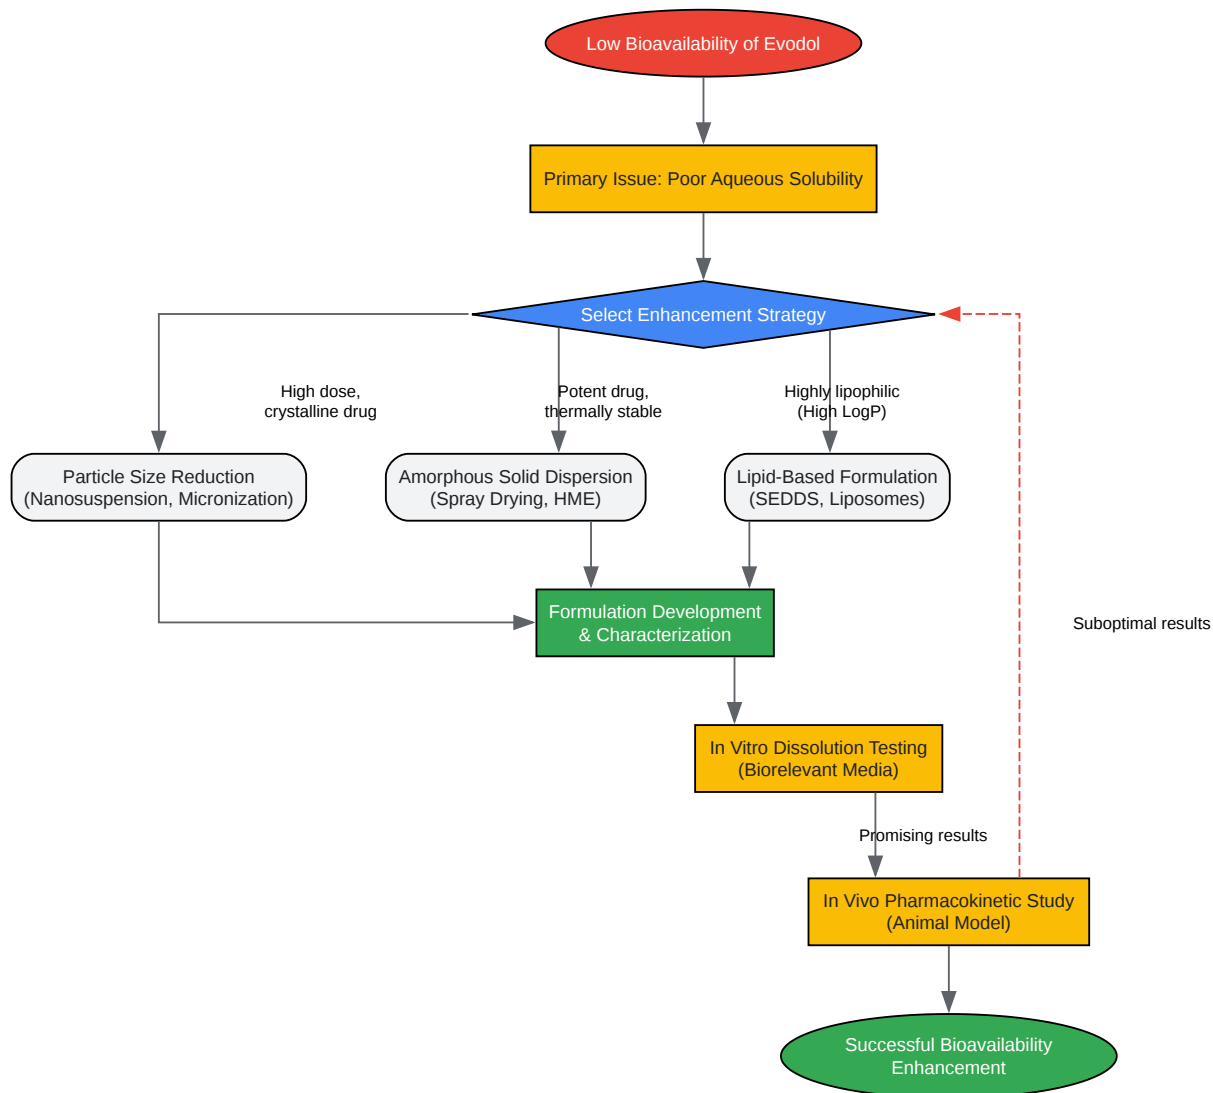 Low Bioavailability of Evodol
Primary Issue: Poor Aqueous Solubility
Select Enhancement Strategy
High dose,
crystalline drug
Potent drug,
thermally stable
Highly lipophilic
(High LogP)
Particle Size Reduction
(Nanosuspension, Micronization)
Amorphous Solid Dispersion
(Spray Drying, HME)
Lipid-Based Formulation
(SEDDS, Liposomes)
Formulation Development
& Characterization
Suboptimal results
In Vitro Dissolution Testing
(Biorelevant Media)
Promising results
In Vivo Pharmacokinetic Study
(Animal Model)
Successful Bioavailability
Enhancement